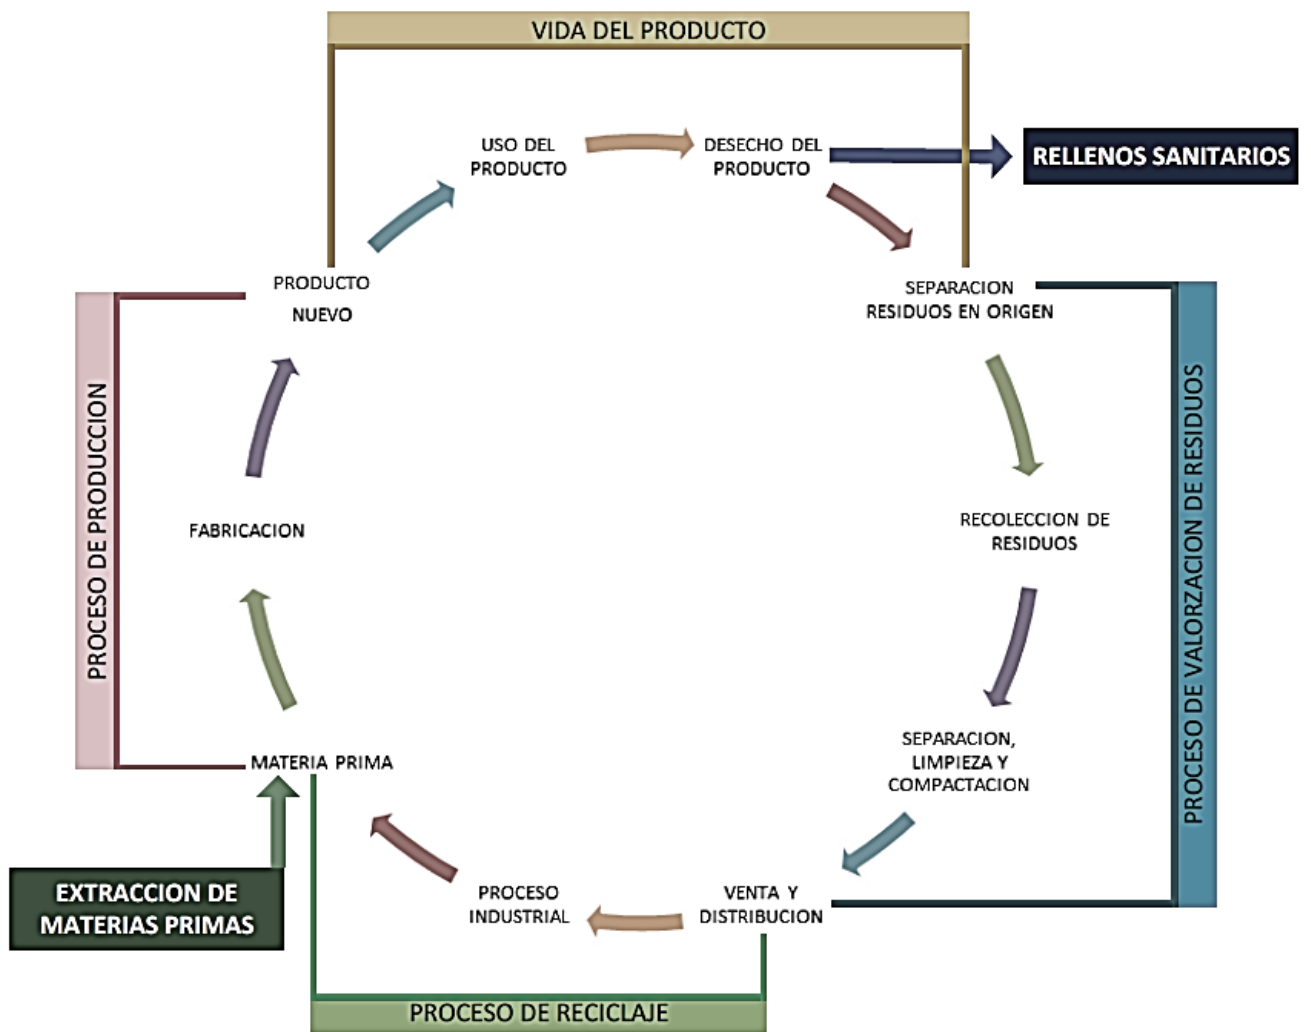 VIDA DEL PRODUCTO
USO DEL
PRODUCTO
DESECHO DEL
PRODUCTO
RELLENOS SANITARIOS
PRODUCTO
NUEVO
SEPARACION
RESIDUOS EN ORIGEN
PROCESO DE PRODUCCION
PROCESO DE VALORZACION DE RESIDUOS
FABRICACION
RECOLECCION DE
RESIDUOS
MATERIA PRIMA
SEPARACION,
LIMPIEZA Y
COMPACTACION
EXTRACCION DE
MATERIAS PRIMAS
PROCESO
INDUSTRIAL
VENTA Y
DISTRIBUCION
PROCESO DE RECICLAJE